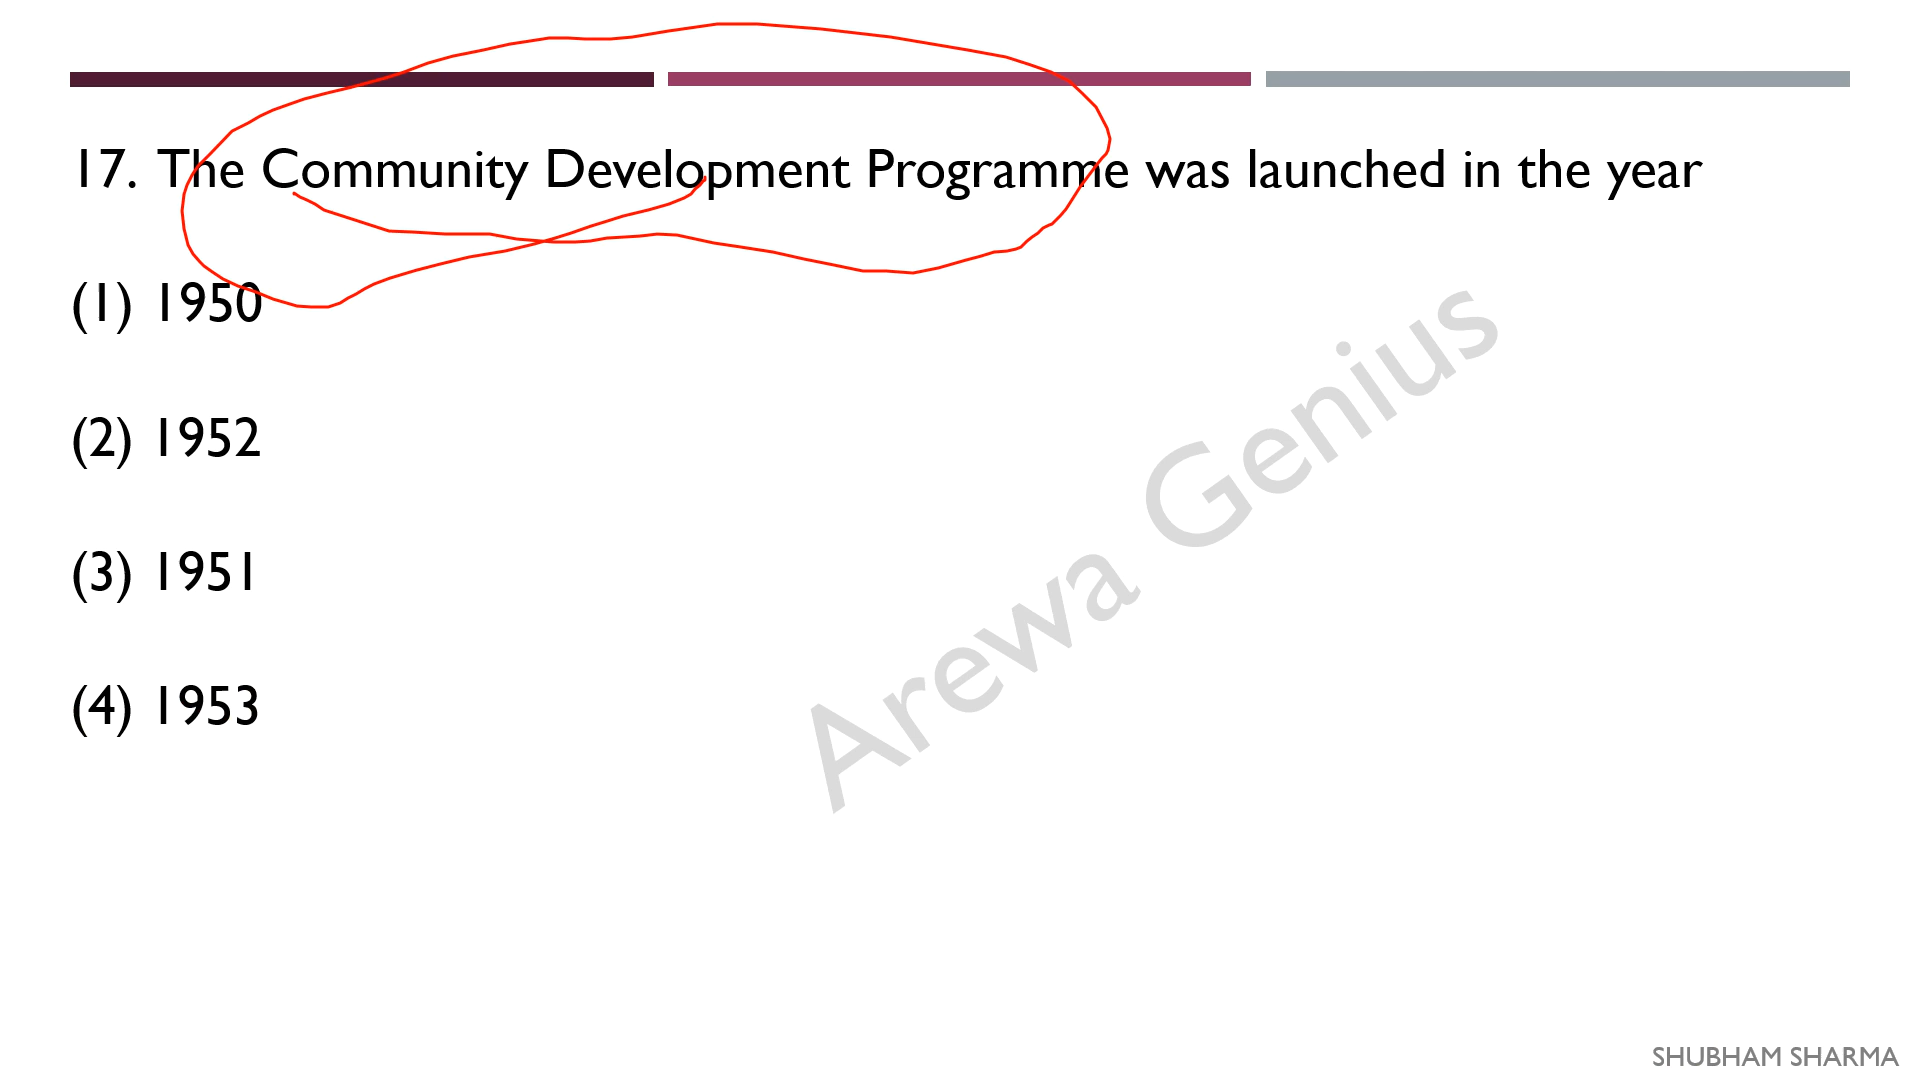 17. The Community Development Programme was launched in the year
(1) 1950
(2) 1952
(3) 1951
(4) 1953
Arewa Genius
SHUBHAM SHARMA